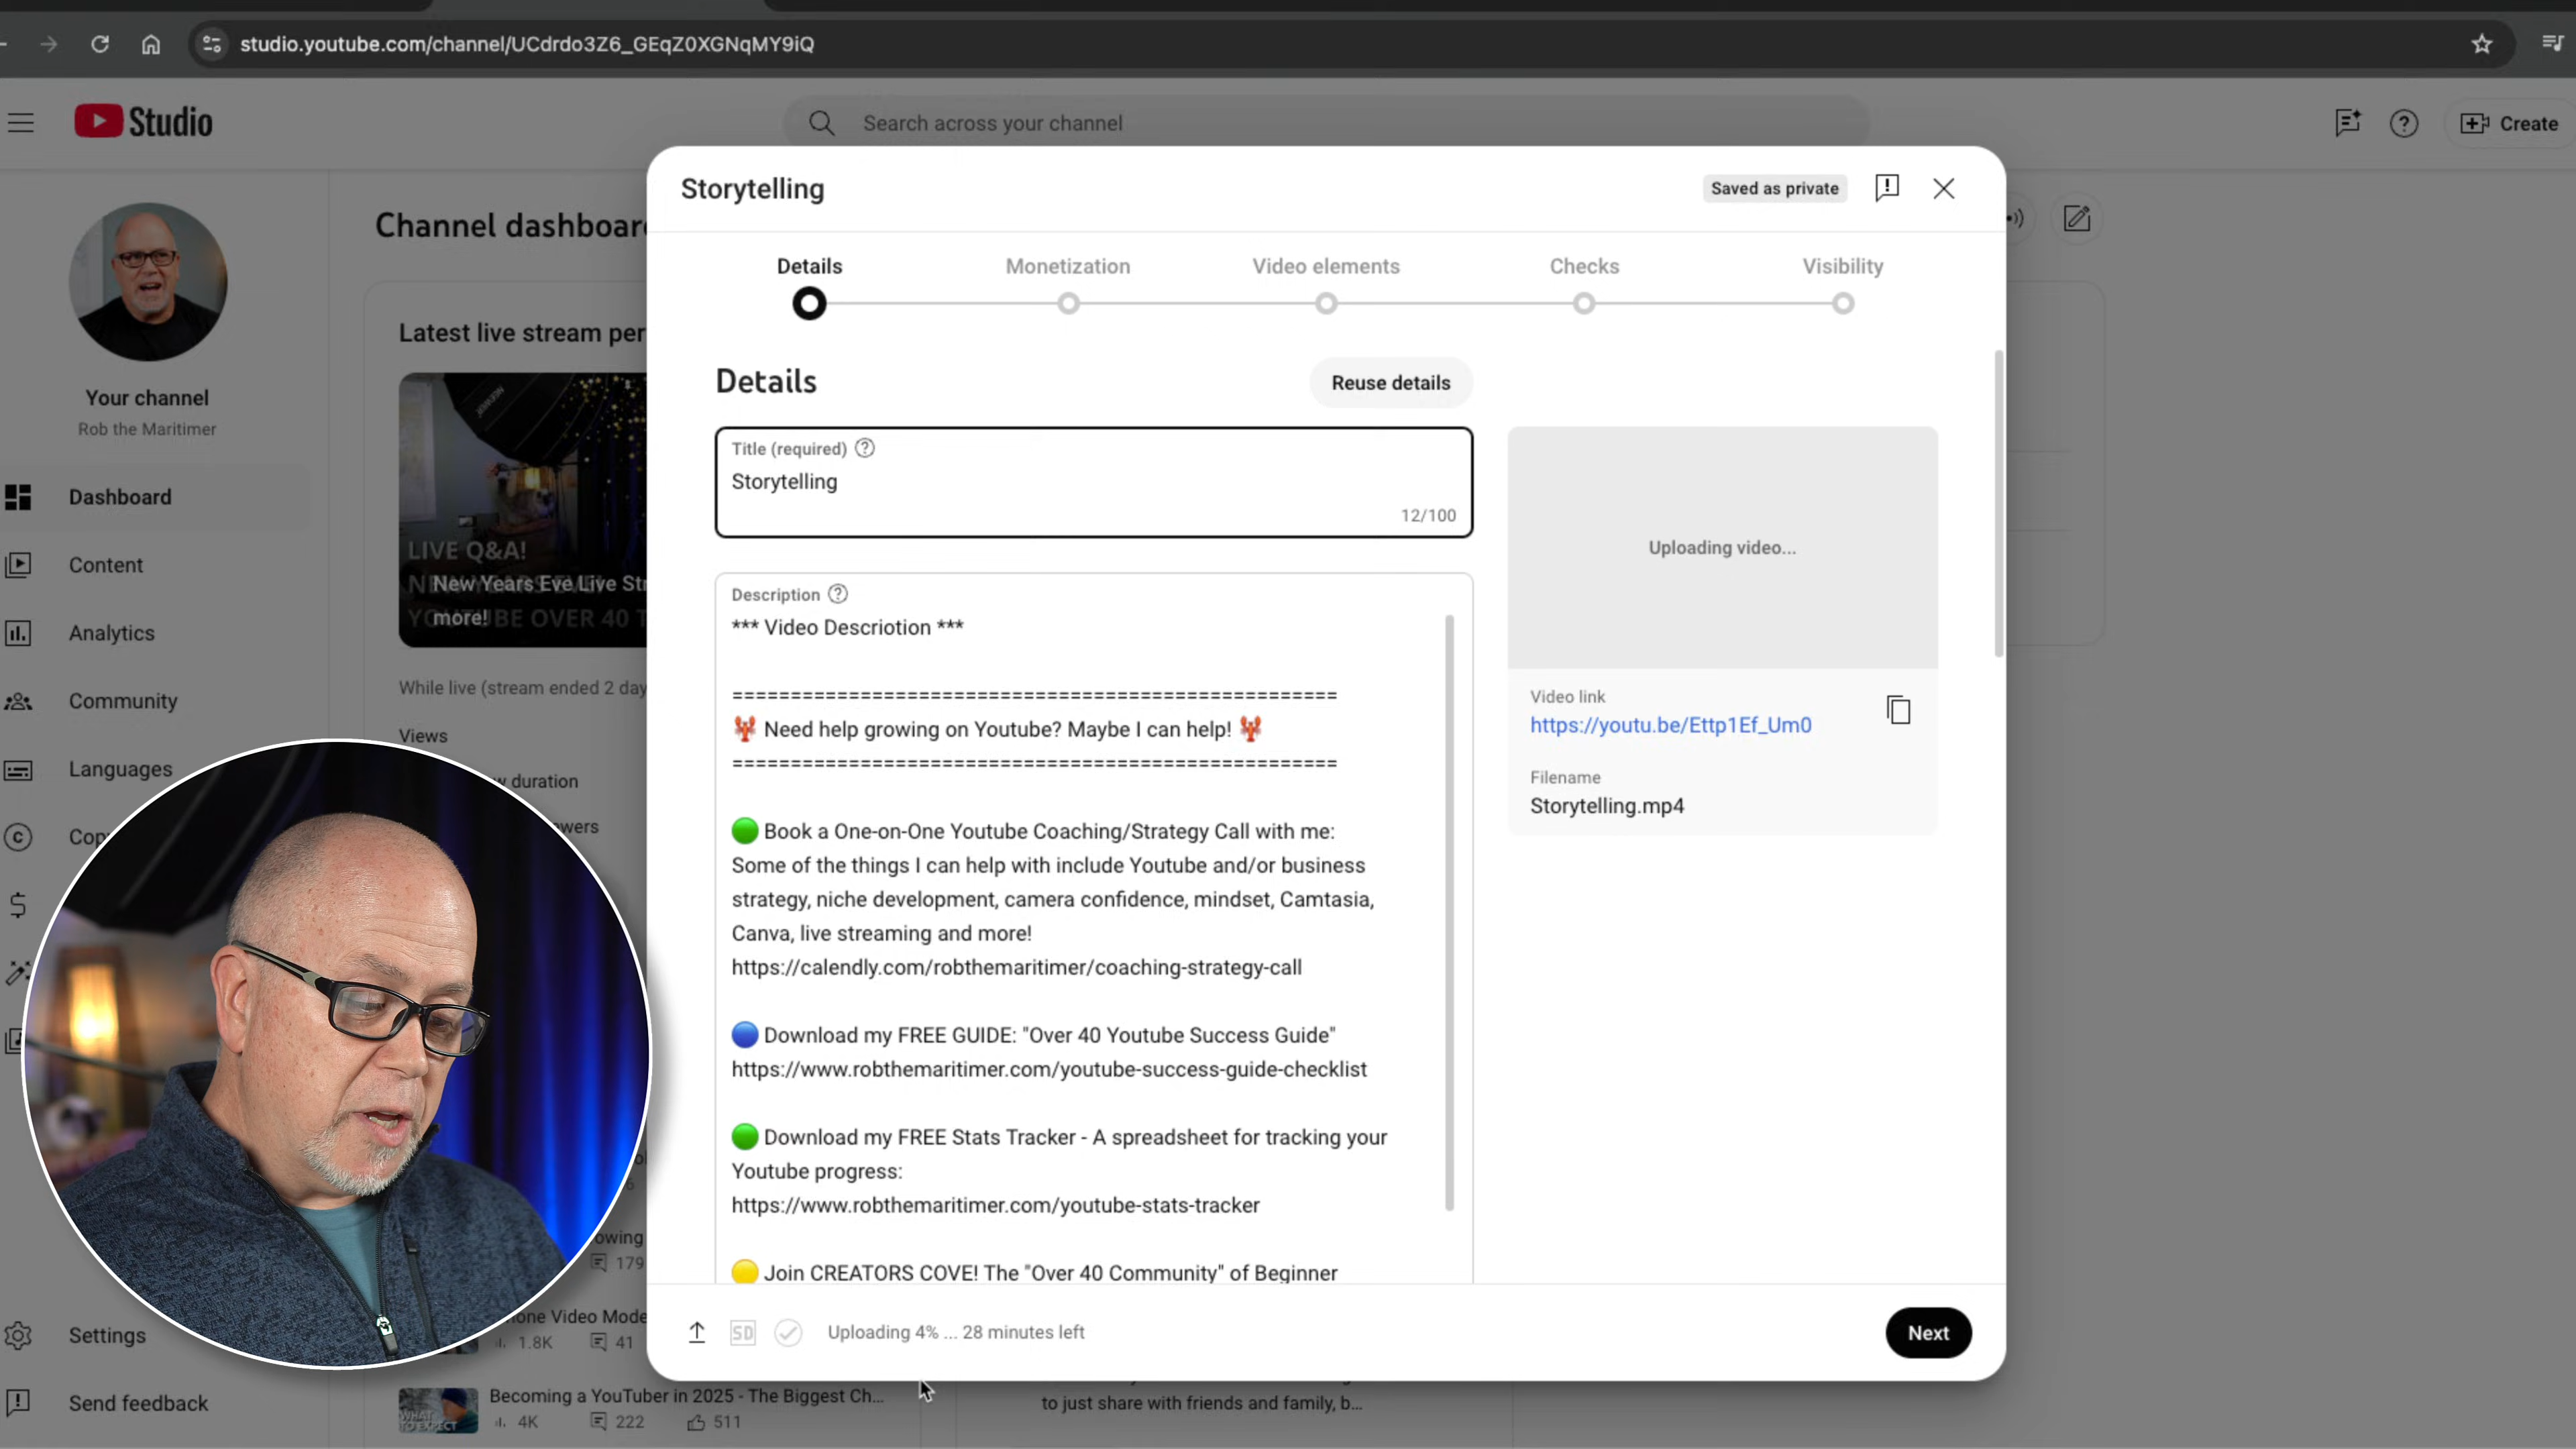 studio.youtube.com/channel/UCdrdo3Z6_GEqZ0XGNqMY9iQ
Studio
Search across your channel
Create
Your channel
Rob the Maritimer
Dashboard
Content
Analytics
Community
Languages
Settings
Send feedback
Channel dashboar
Latest live stream per
LIVE Q&A!
New Years Eve Live St
more!
YOUTUBE OVER 40
While live (stream ended 2 day
Views
duration
owing
179
one Video Mode
1.8K
41
Becoming a YouTuber in 2025 - The Biggest Ch...
4K
222
511
WHAT
TO EXPECT
to just share with friends and family, b...
Storytelling
Saved as private
Details
Monetization
Video elements
Checks
Visibility
Details
Reuse details
Title (required)
Storytelling
12/100
Description
*** Video Descriotion ***
====================================================
🦞 Need help growing on Youtube? Maybe I can help! 🦞
====================================================
🟢 Book a One-on-One Youtube Coaching/Strategy Call with me:
Some of the things I can help with include Youtube and/or business
strategy, niche development, camera confidence, mindset, Camtasia,
Canva, live streaming and more!
https://calendly.com/robthemaritimer/coaching-strategy-call
🔵 Download my FREE GUIDE: "Over 40 Youtube Success Guide"
https://www.robthemaritimer.com/youtube-success-guide-checklist
🟢 Download my FREE Stats Tracker - A spreadsheet for tracking your
Youtube progress:
https://www.robthemaritimer.com/youtube-stats-tracker
🟡 Join CREATORS COVE! The "Over 40 Community" of Beginner
Uploading video...
Video link
https://youtu.be/Ettp1Ef_Um0
Filename
Storytelling.mp4
SD
Uploading 4% ... 28 minutes left
Next